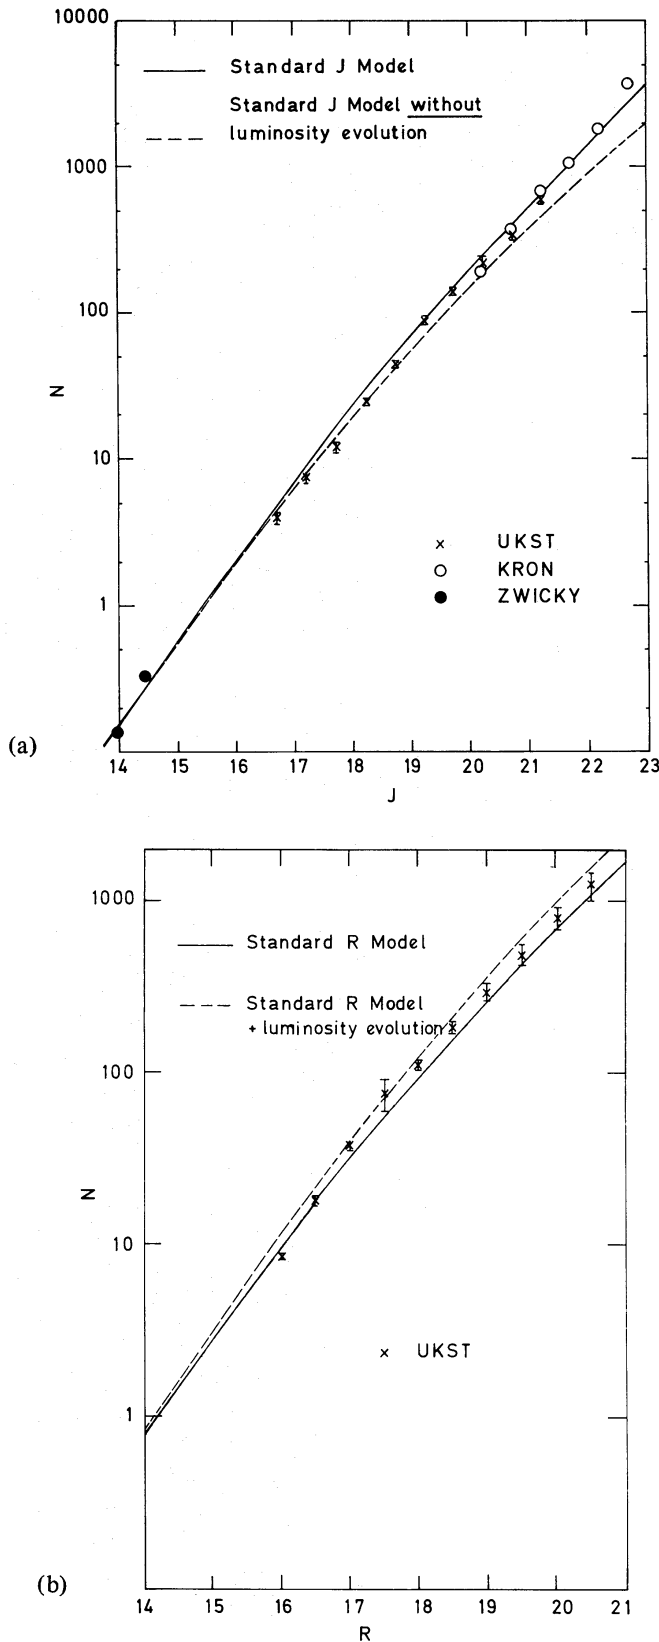 10000
Standard J Model
Standard J Model without
luminosity evolution
1000
100
N
10
× UKST
○ KRON
1
● ZWICKY
(a)
14 15 16 17 18 19 20 21 22 23
J
1000
Standard R Model
Standard R Model
+ luminosity evolution
100
N
10
× UKST
1
(b)
14 15 16 17 18 19 20 21
R